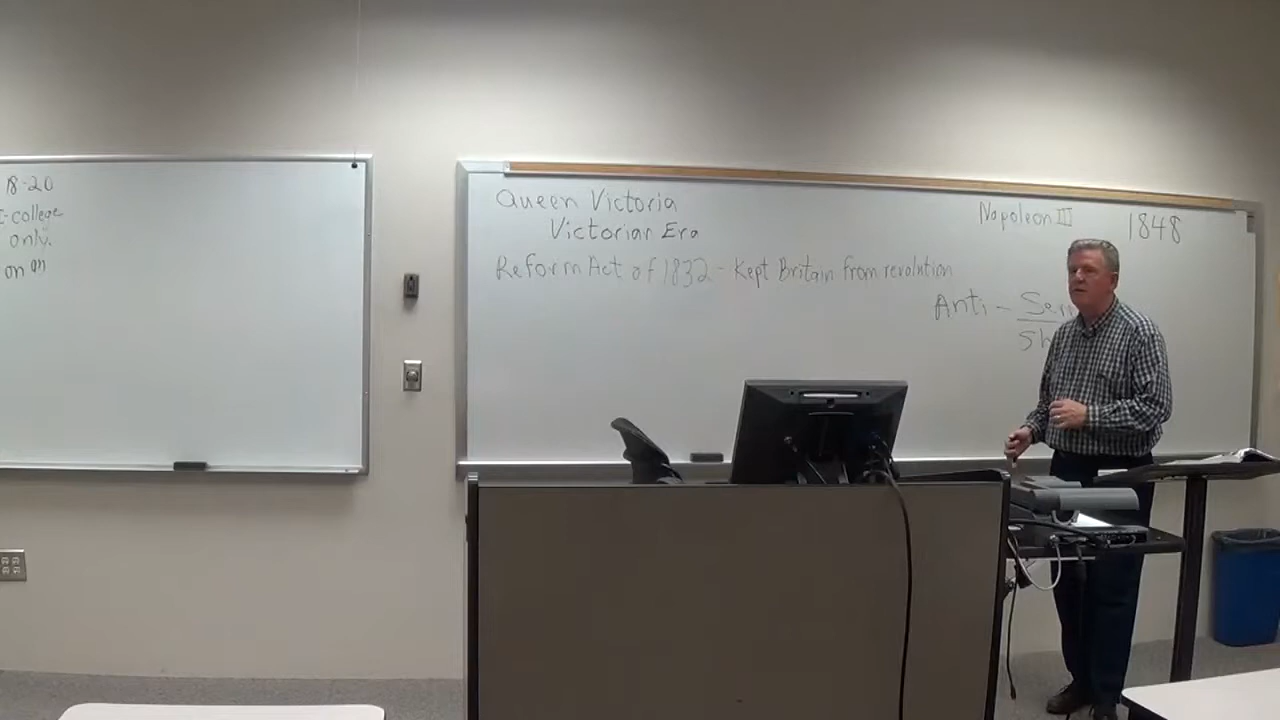 18-20
college
only.
on
Queen Victoria
Victorian Era
Reform Act of 1832 - Kept Britain from revolution
Napoleon III
1848
Anti -